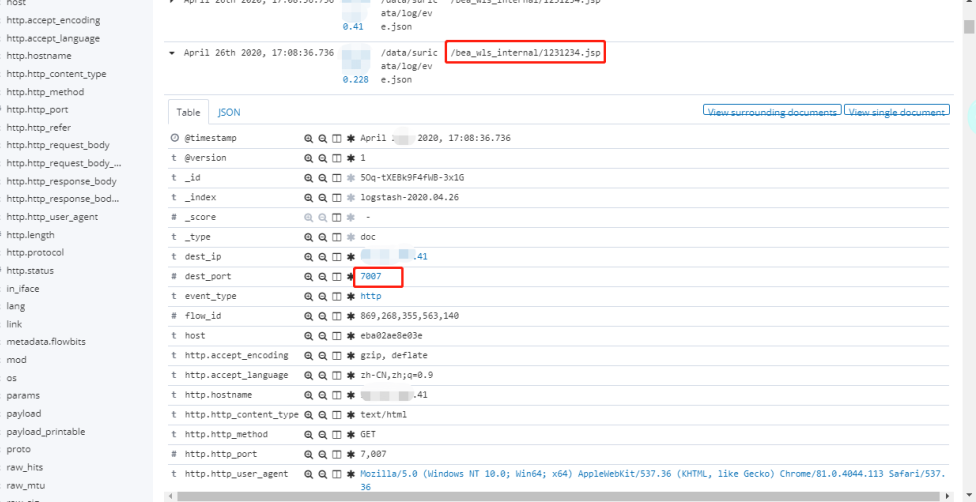 host
http.accept_encoding
http.accept_language
http.hostname
http.http_content_type
http.http_method
http.http_port
http.http_refer
http.http_request_body
http.http_request_body_...
http.http_response_body
http.http_response_bod...
http.http_user_agent
http.length
http.protocol
http.status
in_iface
lang
link
metadata.flowbits
mod
os
params
payload
payload_printable
proto
raw_hits
raw_mtu
raw_sig
April 26th 2020, 17:08:36.736 /data/suric /bea_wls_internal/1231234.jsp
ata/log/ev
0.41 e.json
April 26th 2020, 17:08:36.736 /data/suric /bea_wls_internal/1231234.jsp
ata/log/ev
0.228 e.json
Table JSON View surrounding documents View single document
@timestamp April 2 2020, 17:08:36.736
t @version 1
t _id 5Oq-tXEBk9F4fWB-3x1G
t _index logstash-2020.04.26
# _score -
t _type doc
t dest_ip .41
# dest_port 7007
t event_type http
# flow_id 869,268,355,563,140
t host eba02ae8e03e
t http.accept_encoding gzip, deflate
t http.accept_language zh-CN,zh;q=0.9
t http.hostname .41
t http.http_content_type text/html
t http.http_method GET
# http.http_port 7,007
t http.http_user_agent Mozilla/5.0 (Windows NT 10.0; Win64; x64) AppleWebKit/537.36 (KHTML, like Gecko) Chrome/81.0.4044.113 Safari/537.
36